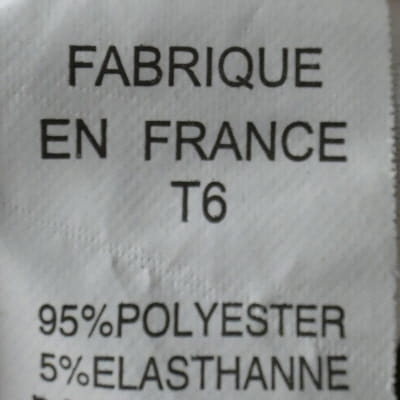 FABRIQUE
EN FRANCE
T6
95%POLYESTER
5%ELASTHANNE